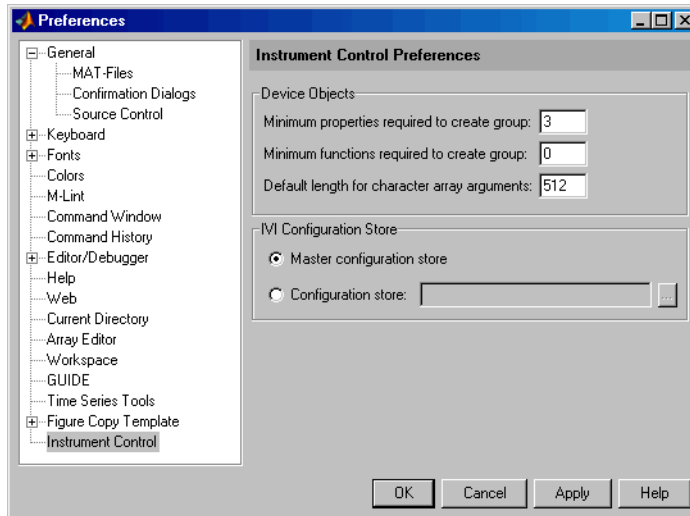 Preferences
General
MAT-Files
Confirmation Dialogs
Source Control
Keyboard
Fonts
Colors
M-Lint
Command Window
Command History
Editor/Debugger
Help
Web
Current Directory
Array Editor
Workspace
GUIDE
Time Series Tools
Figure Copy Template
Instrument Control
Instrument Control Preferences
Device Objects
Minimum properties required to create group: 3
Minimum functions required to create group: 0
Default length for character array arguments: 512
IVI Configuration Store
Master configuration store
Configuration store: ...
OK Cancel Apply Help